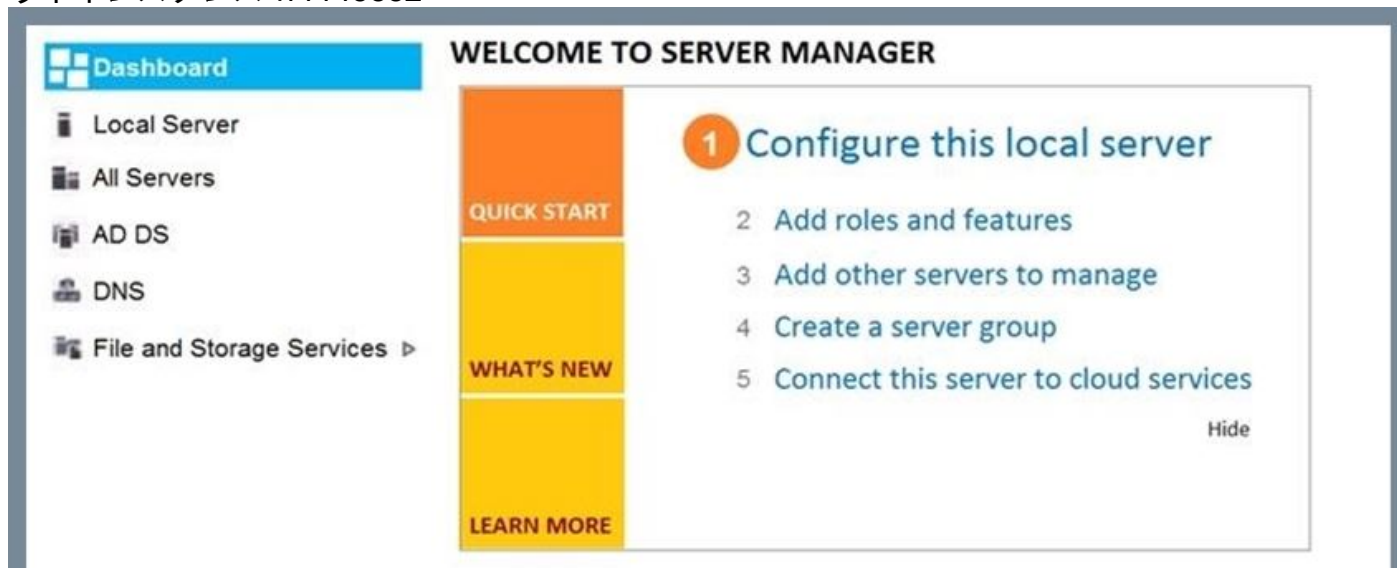 Dashboard
Local Server
All Servers
AD DS
DNS
File and Storage Services
WELCOME TO SERVER MANAGER
QUICK START
WHAT'S NEW
LEARN MORE
1 Configure this local server
2 Add roles and features
3 Add other servers to manage
4 Create a server group
5 Connect this server to cloud services
Hide